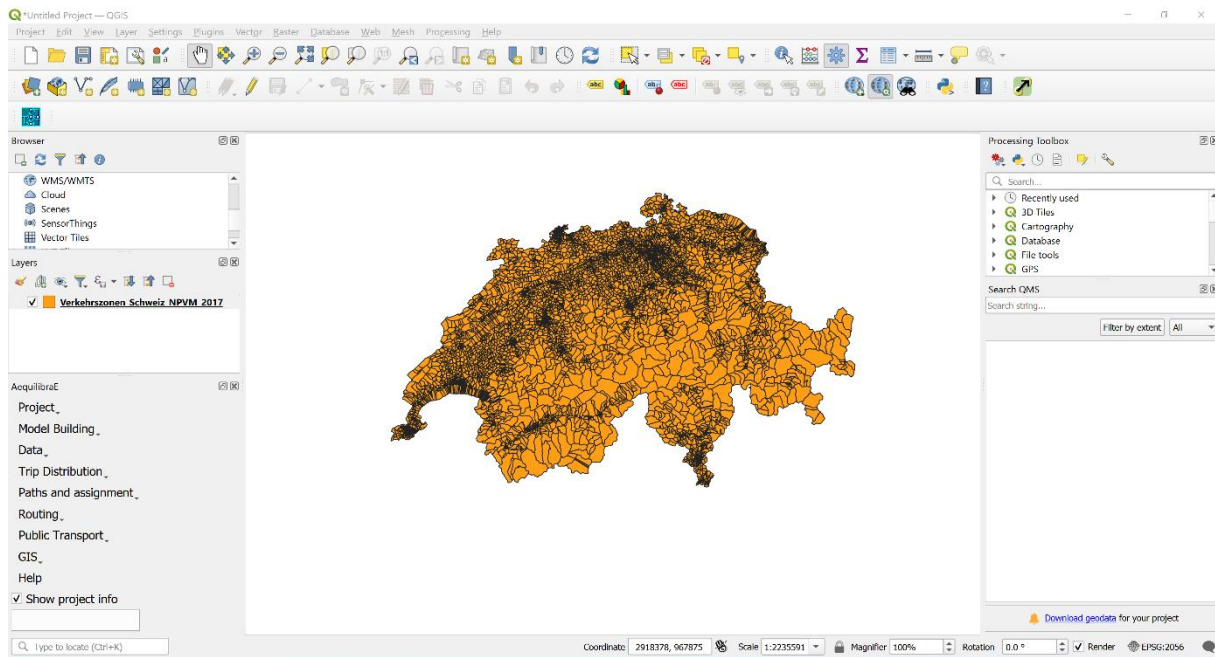 *Untitled Project — QGIS
Project Edit View Layer Settings Plugins Vector Raster Database Web Mesh Processing Help
Browser
WMS/WMTS
Cloud
Scenes
SensorThings
Vector Tiles
Layers
Verkehrszonen Schweiz NPVM 2017
AequilibraE
Project
Model Building
Data
Trip Distribution
Paths and assignment
Routing
Public Transport
GIS
Help
Show project info
Processing Toolbox
Search...
Recently used
3D Tiles
Cartography
Database
File tools
GPS
Search QMS
Search string...
Filter by extent All
Download geodata for your project
Type to locate (Ctrl+K) Coordinate 2918378, 967875 Scale 1:2235591 Magnifier 100% Rotation 0.0 ° Render EPSG:2056